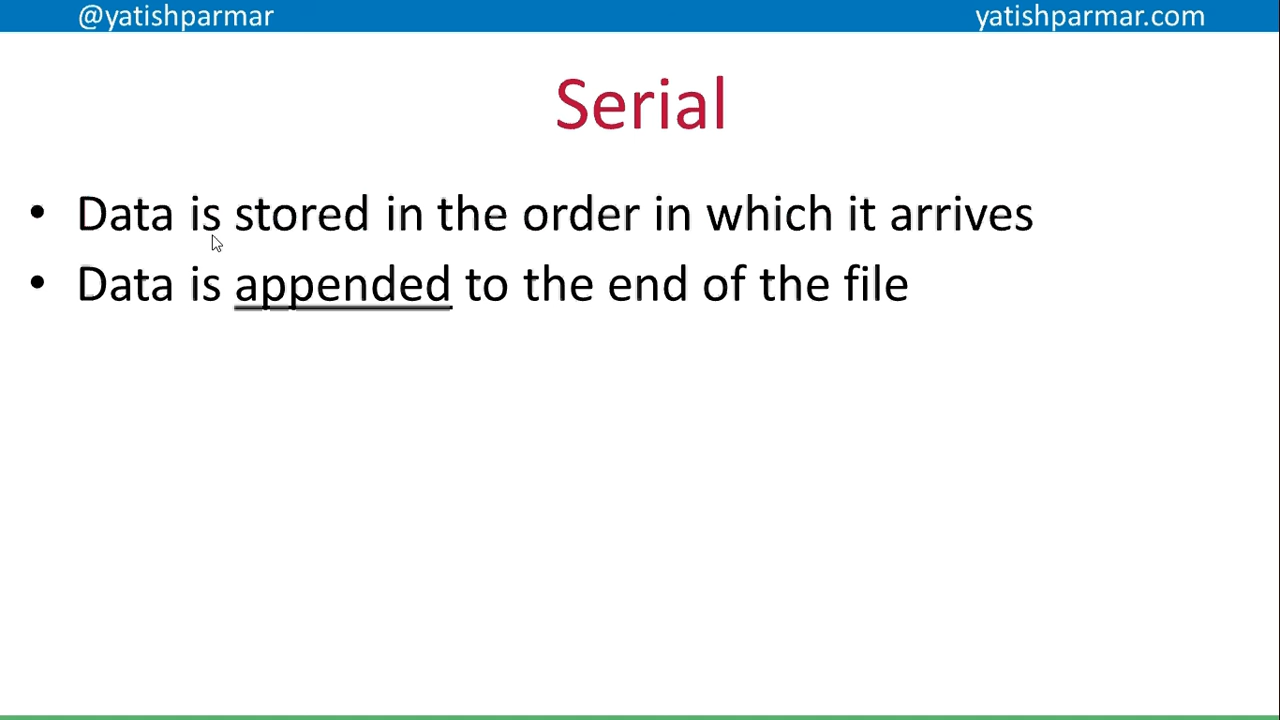 @yatishparmar
yatishparmar.com
Serial
• Data is stored in the order in which it arrives
• Data is appended to the end of the file